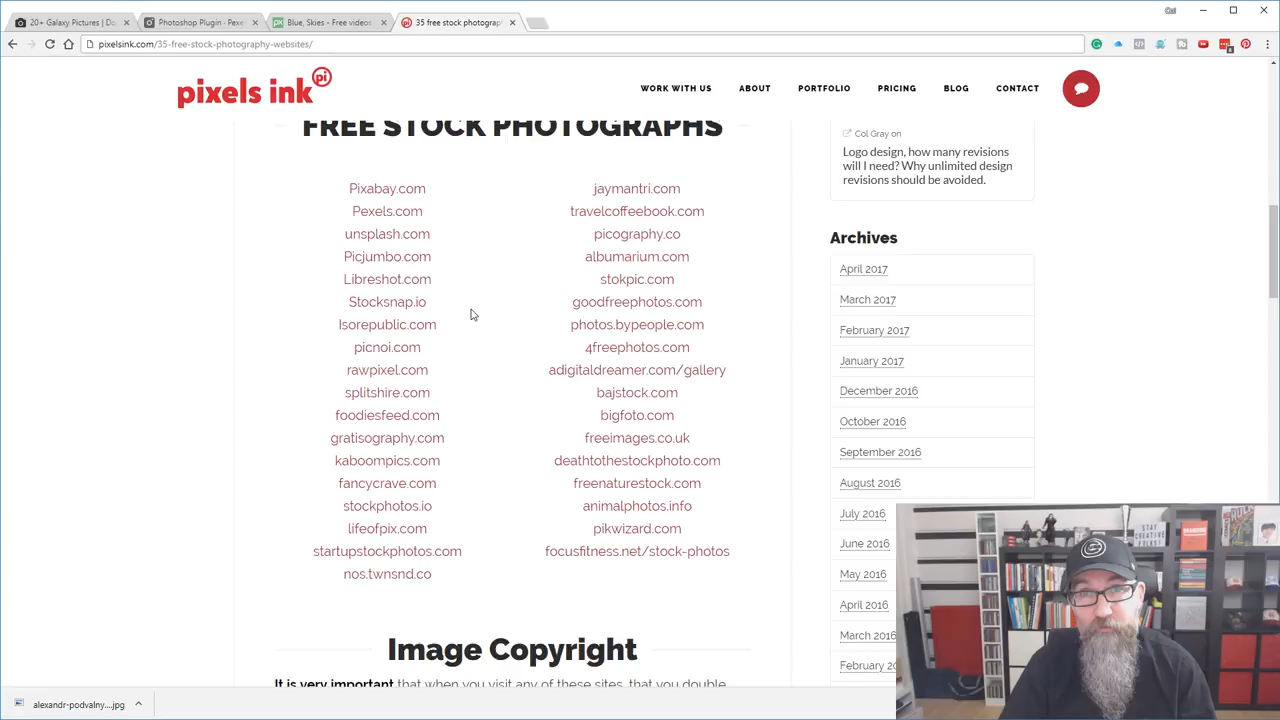 20+ Galaxy Pictures | Do
Photoshop Plugin · Pexe
Blue, Skies - Free videos
35 free stock photograph
Col
pixelsink.com/35-free-stock-photography-websites/
pixels ink pi
WORK WITH US
ABOUT
PORTFOLIO
PRICING
BLOG
CONTACT
FREE STOCK PHOTOGRAPHS
Pixabay.com
Pexels.com
unsplash.com
Picjumbo.com
Libreshot.com
Stocksnap.io
Isorepublic.com
picnoi.com
rawpixel.com
splitshire.com
foodiesfeed.com
gratisography.com
kaboompics.com
fancycrave.com
stockphotos.io
lifeofpix.com
startupstockphotos.com
nos.twnsnd.co
jaymantri.com
travelcoffeebook.com
picography.co
albumarium.com
stokpic.com
goodfreephotos.com
photos.bypeople.com
4freephotos.com
adigitaldreamer.com/gallery
bajstock.com
bigfoto.com
freeimages.co.uk
deathtothestockphoto.com
freenaturestock.com
animalphotos.info
pikwizard.com
focusfitness.net/stock-photos
Image Copyright
It is very important that when you visit any of these sites, that you double
Col Gray on
Logo design, how many revisions
will I need? Why unlimited design
revisions should be avoided.
Archives
April 2017
March 2017
February 2017
January 2017
December 2016
October 2016
September 2016
August 2016
July 2016
June 2016
May 2016
April 2016
March 2016
February 20
STAY
CREATIVE
alexandr-podvalny....jpg